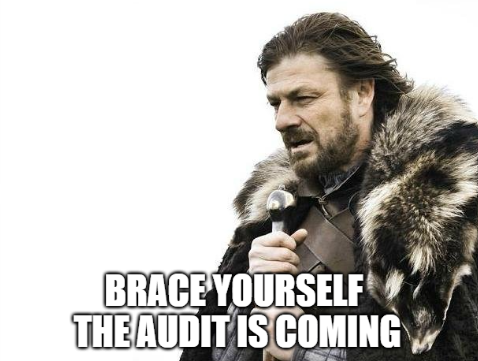 BRACE YOURSELF
THE AUDIT IS COMING